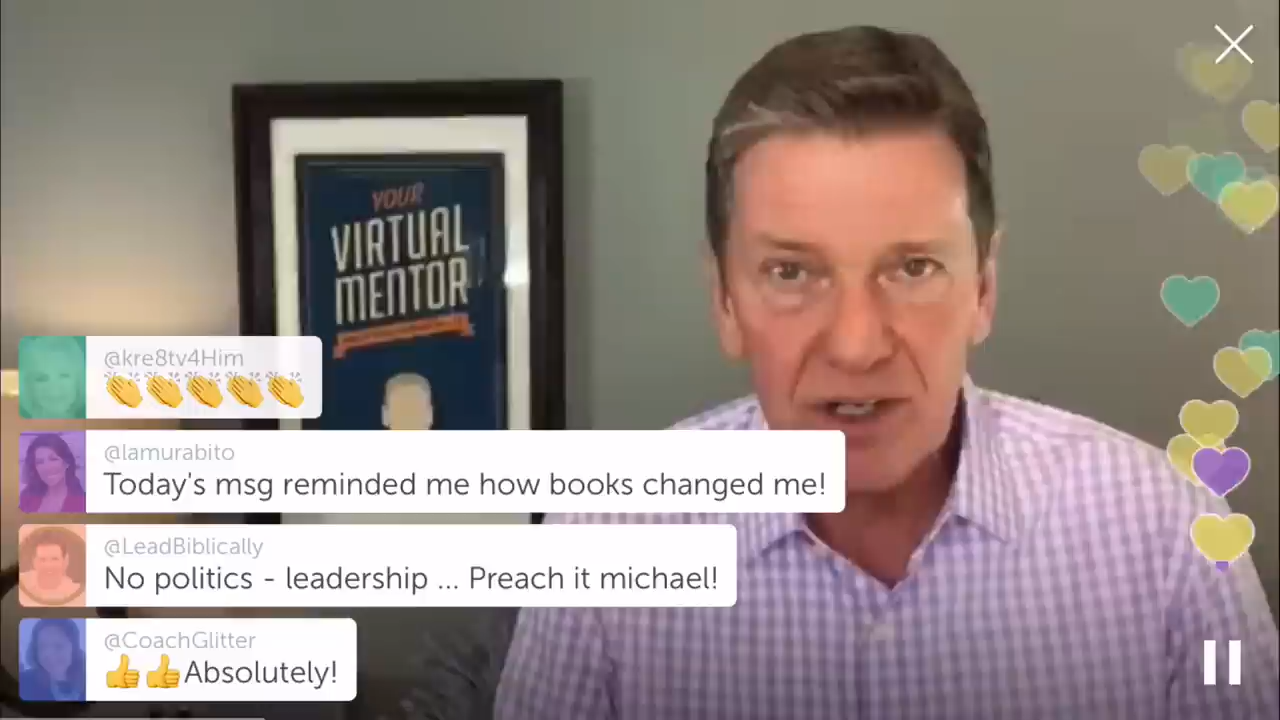 YOUR
VIRTUAL
MENTOR
@kre8tv4Him
👏👏👏👏👏
@lamurabito
Today's msg reminded me how books changed me!
@LeadBiblically
No politics - leadership ... Preach it michael!
@CoachGlitter
👍👍Absolutely!